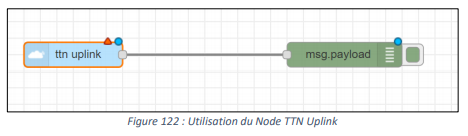 ttn uplink
msg.payload
Figure 122 : Utilisation du Node TTN Uplink